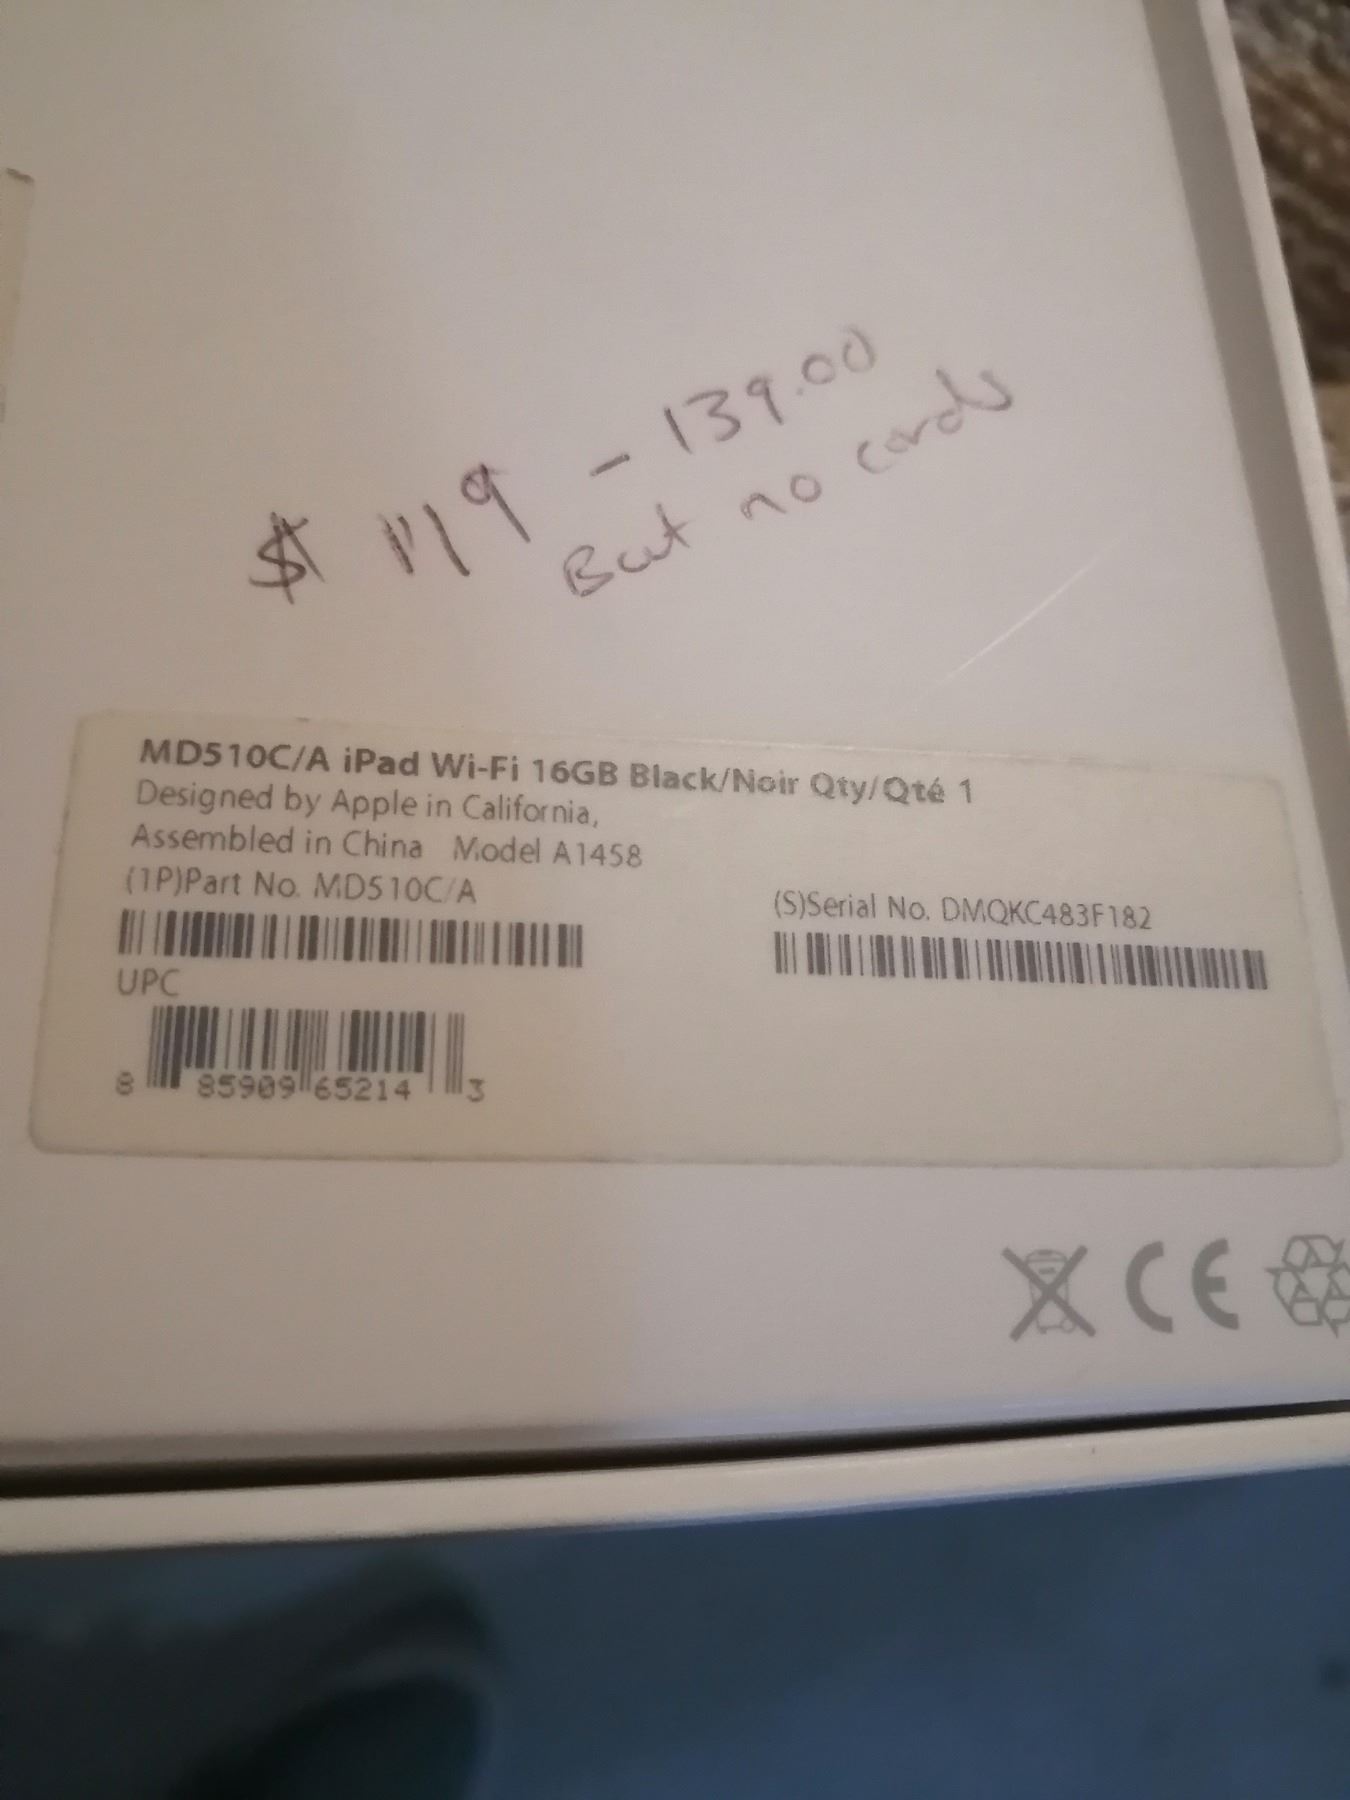 $ 119 - 139.00
But no cords
MD510C/A iPad Wi-Fi 16GB Black/Noir Qty/Qté 1
Designed by Apple in California,
Assembled in China Model A1458
(1P)Part No. MD510C/A
(S)Serial No. DMQKC483F182
UPC
8 85909 65214 3
CE